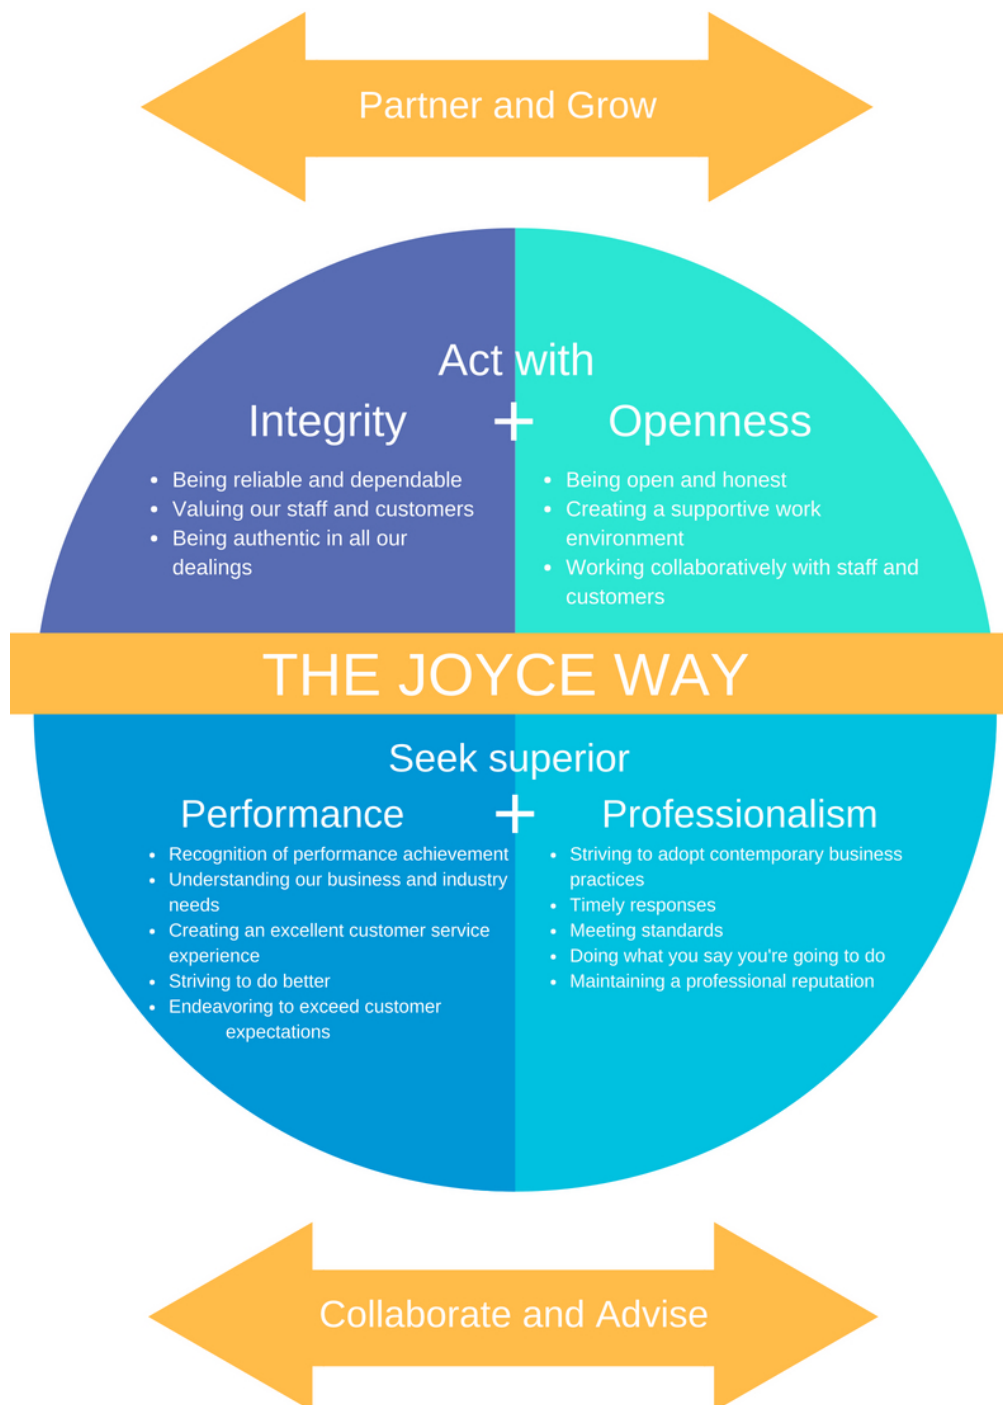 Partner and Grow
Act with
Integrity + Openness
• Being reliable and dependable
• Valuing our staff and customers
• Being authentic in all our
dealings
• Being open and honest
• Creating a supportive work
environment
• Working collaboratively with staff and
customers
THE JOYCE WAY
Seek superior
Performance + Professionalism
• Recognition of performance achievement
• Understanding our business and industry
needs
• Creating an excellent customer service
experience
• Striving to do better
• Endeavoring to exceed customer
expectations
• Striving to adopt contemporary business
practices
• Timely responses
• Meeting standards
• Doing what you say you're going to do
• Maintaining a professional reputation
Collaborate and Advise